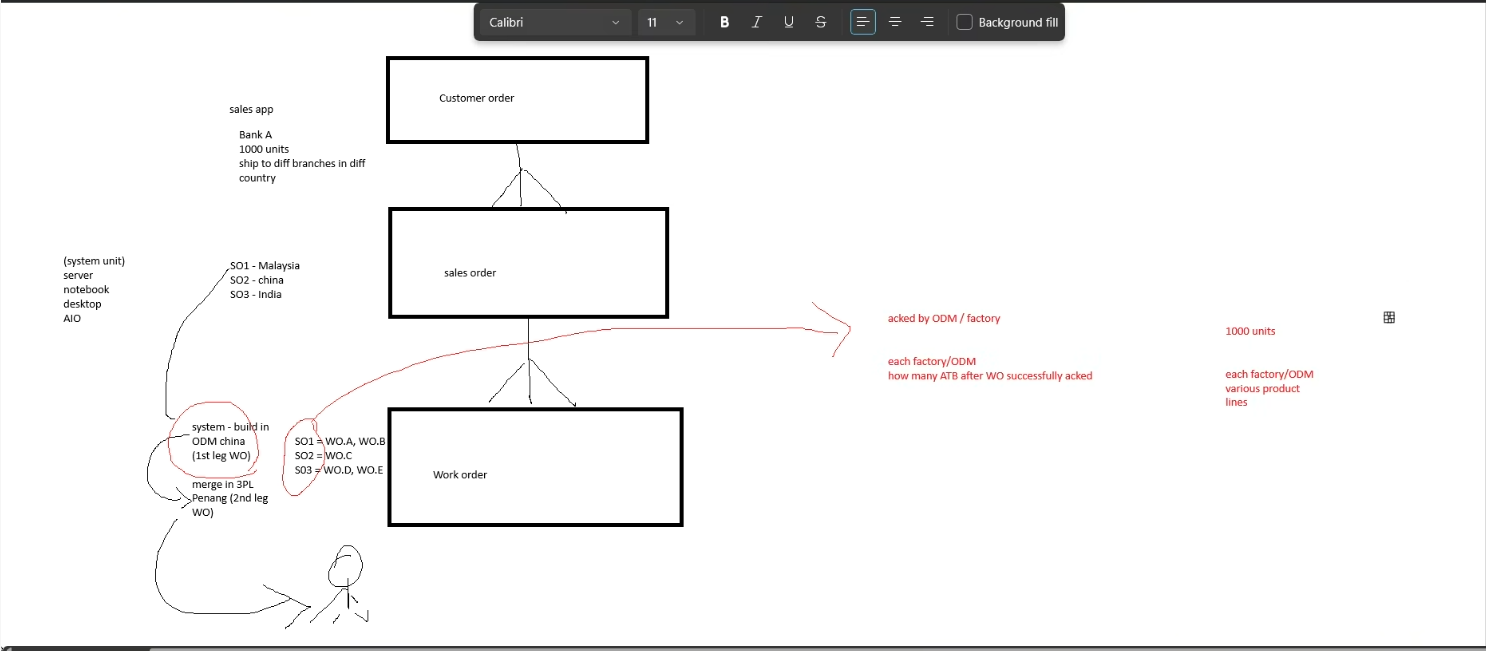 Calibri
11
B I U S
Background fill
Customer order
sales app
Bank A
1000 units
ship to diff branches in diff
country
sales order
(system unit)
server
notebook
desktop
AIO
SO1 - Malaysia
SO2 - china
SO3 - India
acked by ODM / factory
each factory/ODM
how many ATB after WO successfully acked
1000 units
each factory/ODM
various product
lines
system - build in
ODM china
(1st leg WO)
merge in 3PL
Penang (2nd leg
WO)
SO1 = WO.A, WO.B
SO2 = WO.C
S03 = WO.D, WO.E
Work order